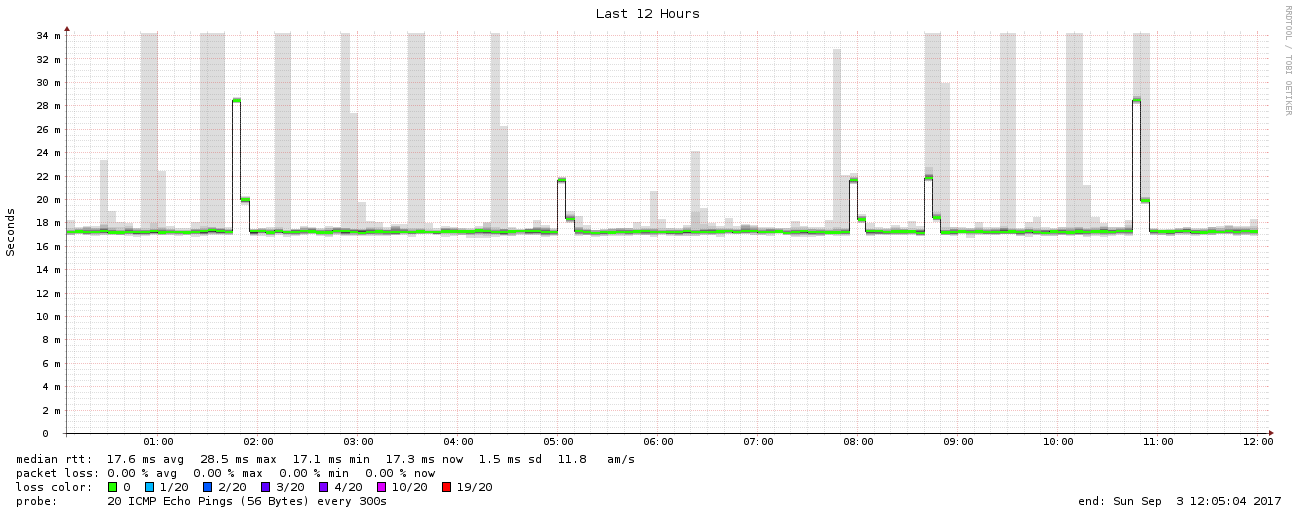 Last 12 Hours
RRDTOOL / TOBI OETIKER
Seconds
34 m
32 m
30 m
28 m
26 m
24 m
22 m
20 m
18 m
16 m
14 m
12 m
10 m
8 m
6 m
4 m
2 m
0
01:00 02:00 03:00 04:00 05:00 06:00 07:00 08:00 09:00 10:00 11:00 12:00
median rtt: 17.6 ms avg 28.5 ms max 17.1 ms min 17.3 ms now 1.5 ms sd 11.8 am/s
packet loss: 0.00 % avg 0.00 % max 0.00 % min 0.00 % now
loss color: 0 1/20 2/20 3/20 4/20 10/20 19/20
probe: 20 ICMP Echo Pings (56 Bytes) every 300s end: Sun Sep 3 12:05:04 2017